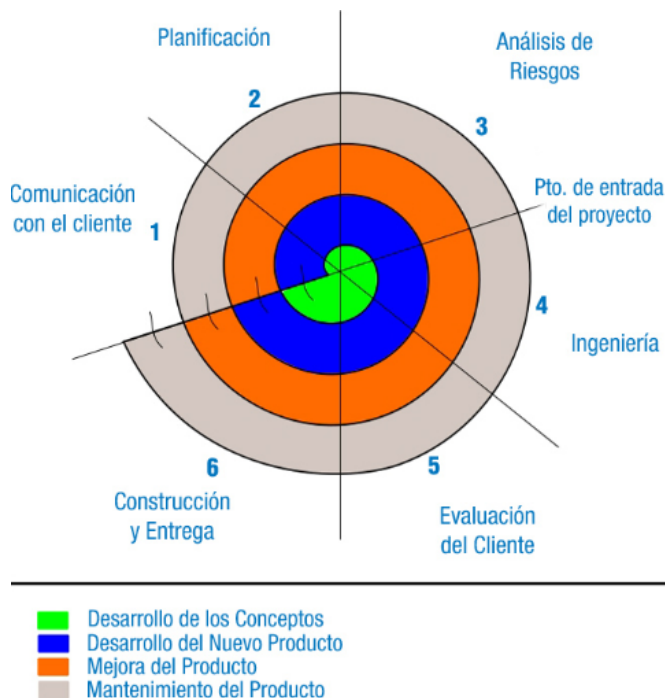 Planificación
Análisis de
Riesgos
2
3
Comunicación
con el cliente
1
Pto. de entrada
del proyecto
4
Ingeniería
6
5
Construcción
y Entrega
Evaluación
del Cliente
Desarrollo de los Conceptos
Desarrollo del Nuevo Producto
Mejora del Producto
Mantenimiento del Producto